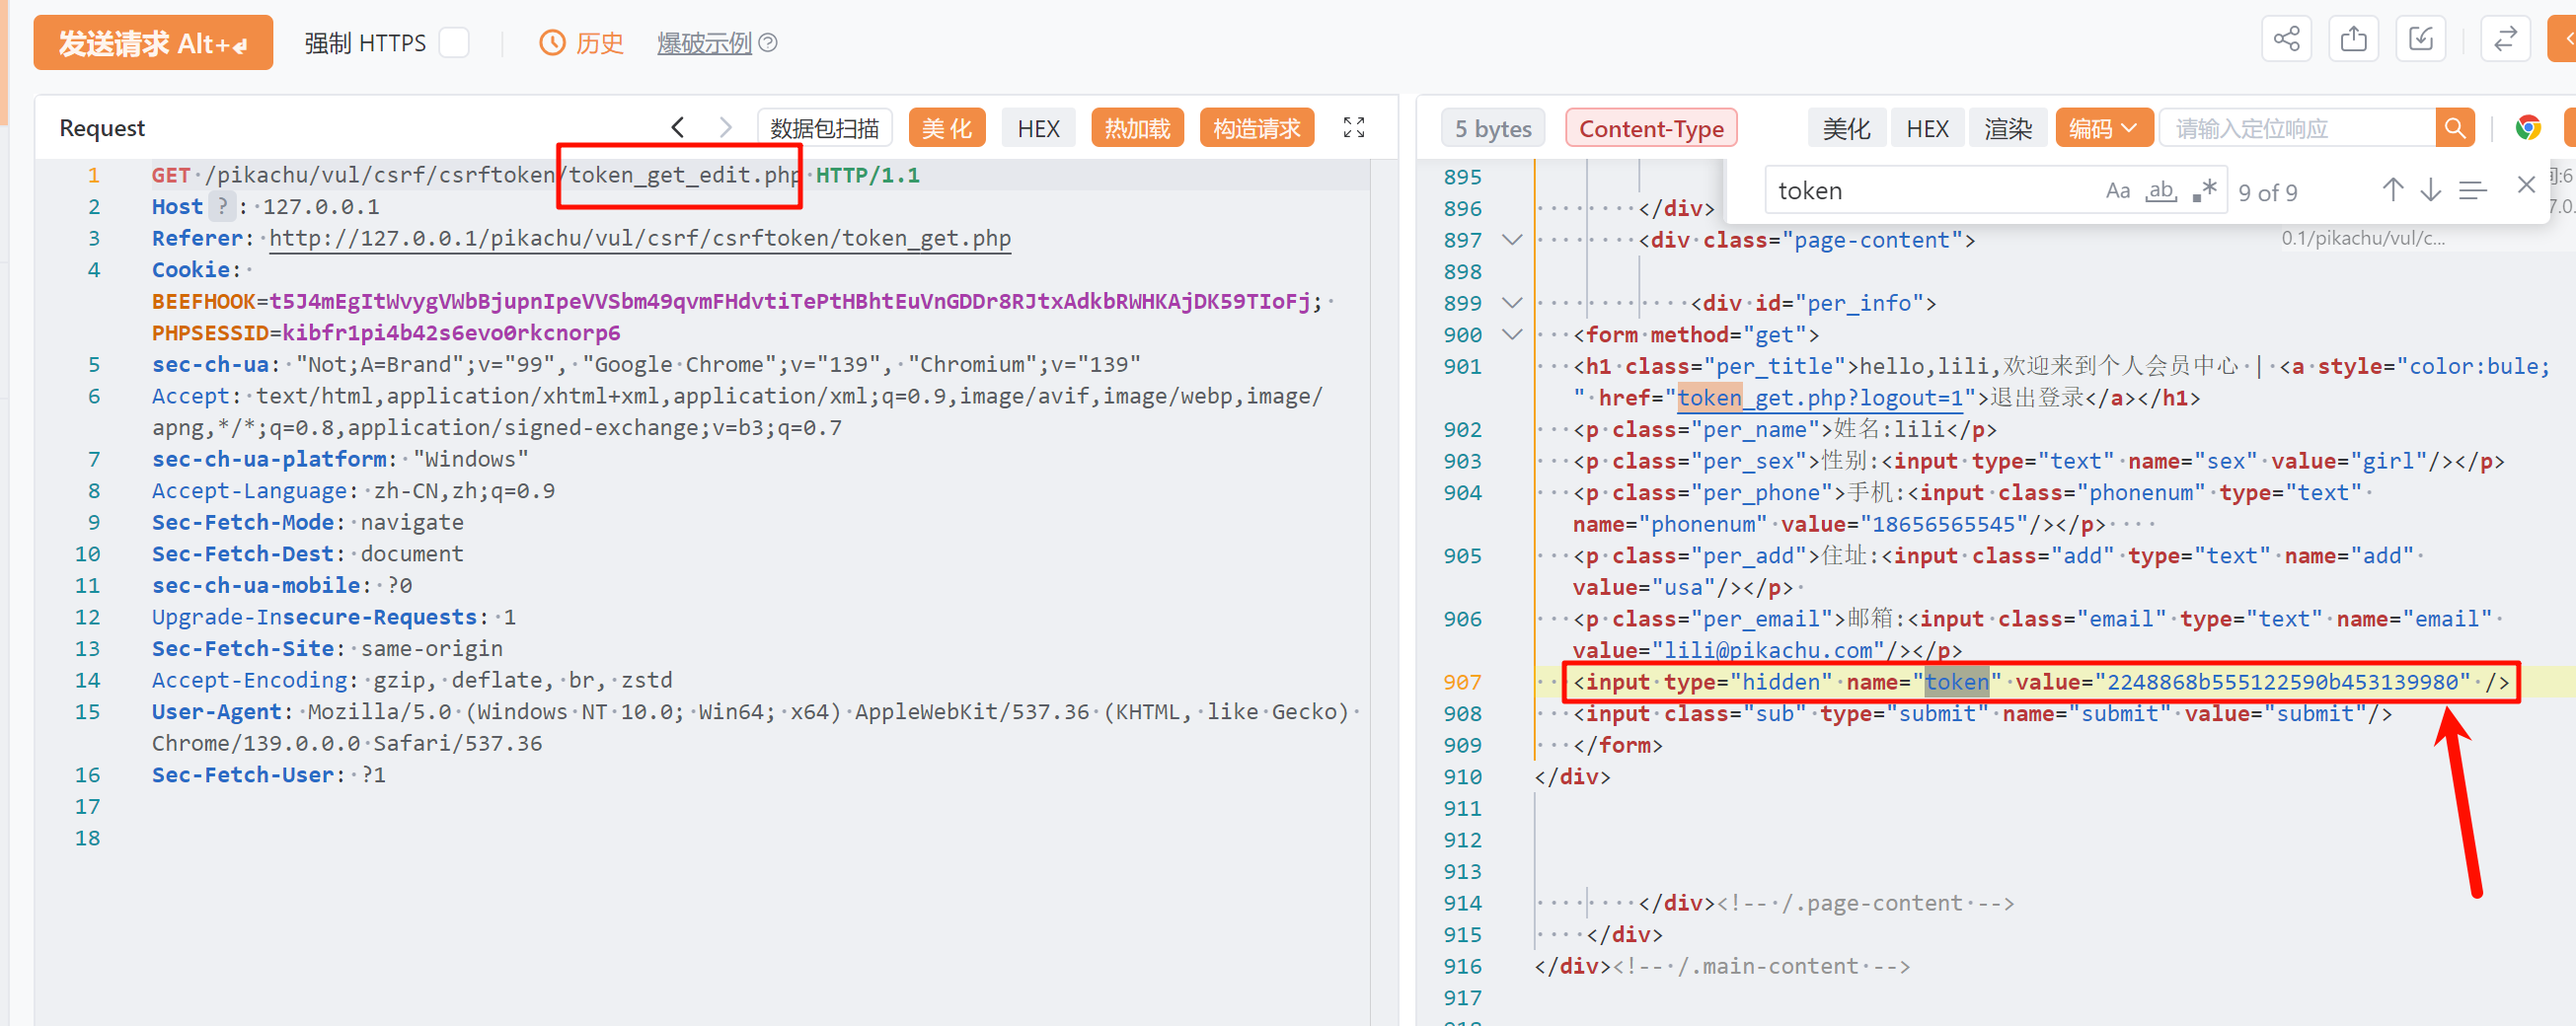 发送请求 Alt+↲ 强制 HTTPS 历史 爆破示例
Request 数据包扫描 美化 HEX 热加载 构造请求
1 GET /pikachu/vul/csrf/csrftoken/token_get_edit.php HTTP/1.1
2 Host ? : 127.0.0.1
3 Referer: http://127.0.0.1/pikachu/vul/csrf/csrftoken/token_get.php
4 Cookie:
BEEFHOOK=t5J4mEgItWvygVWbBjupnIpeVVSbm49qvmFHdvtiTePtHBhtEuVnGDDr8RJtxAdkbRWHKAjDK59TIoFj;
PHPSESSID=kibfr1pi4b42s6evo0rkcnorp6
5 sec-ch-ua: "Not;A=Brand";v="99", "Google Chrome";v="139", "Chromium";v="139"
6 Accept: text/html,application/xhtml+xml,application/xml;q=0.9,image/avif,image/webp,image/
apng,*/*;q=0.8,application/signed-exchange;v=b3;q=0.7
7 sec-ch-ua-platform: "Windows"
8 Accept-Language: zh-CN,zh;q=0.9
9 Sec-Fetch-Mode: navigate
10 Sec-Fetch-Dest: document
11 sec-ch-ua-mobile: ?0
12 Upgrade-Insecure-Requests: 1
13 Sec-Fetch-Site: same-origin
14 Accept-Encoding: gzip, deflate, br, zstd
15 User-Agent: Mozilla/5.0 (Windows NT 10.0; Win64; x64) AppleWebKit/537.36 (KHTML, like Gecko)
Chrome/139.0.0.0 Safari/537.36
16 Sec-Fetch-User: ?1
17
18
5 bytes Content-Type 美化 HEX 渲染 编码 请输入定位响应
token Aa ab .* 9 of 9
0.1/pikachu/vul/c...
895
896 </div>
897 <div class="page-content">
898
899 <div id="per_info">
900 <form method="get">
901 <h1 class="per_title">hello,lili,欢迎来到个人会员中心 | <a style="color:bule;
" href="token_get.php?logout=1">退出登录</a></h1>
902 <p class="per_name">姓名:lili</p>
903 <p class="per_sex">性别:<input type="text" name="sex" value="girl"/></p>
904 <p class="per_phone">手机:<input class="phonenum" type="text"
name="phonenum" value="18656565545"/></p>
905 <p class="per_add">住址:<input class="add" type="text" name="add"
value="usa"/></p>
906 <p class="per_email">邮箱:<input class="email" type="text" name="email"
value="lili@pikachu.com"/></p>
907 <input type="hidden" name="token" value="2248868b555122590b453139980" />
908 <input class="sub" type="submit" name="submit" value="submit"/>
909 </form>
910 </div>
911
912
913
914 </div><!-- /.page-content -->
915 </div>
916 </div><!-- /.main-content -->
917